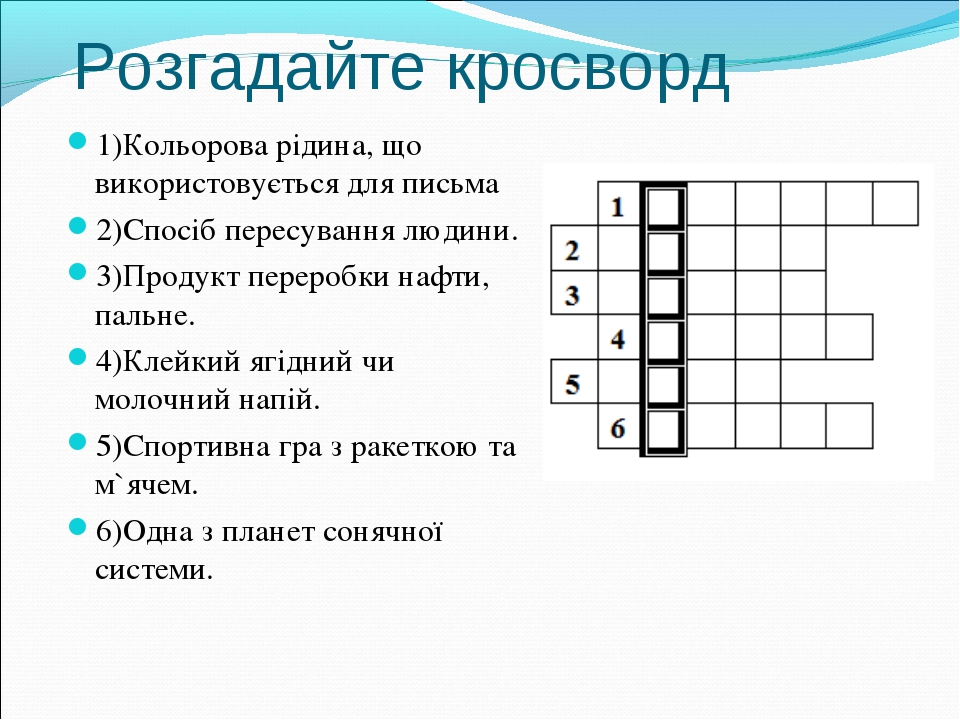 Розгадайте кросворд
1)Кольорова рідина, що
використовується для письма
2)Спосіб пересування людини.
3)Продукт переробки нафти,
пальне.
4)Клейкий ягідний чи
молочний напій.
5)Спортивна гра з ракеткою та
м`ячем.
6)Одна з планет сонячної
системи.
1
2
3
4
5
6